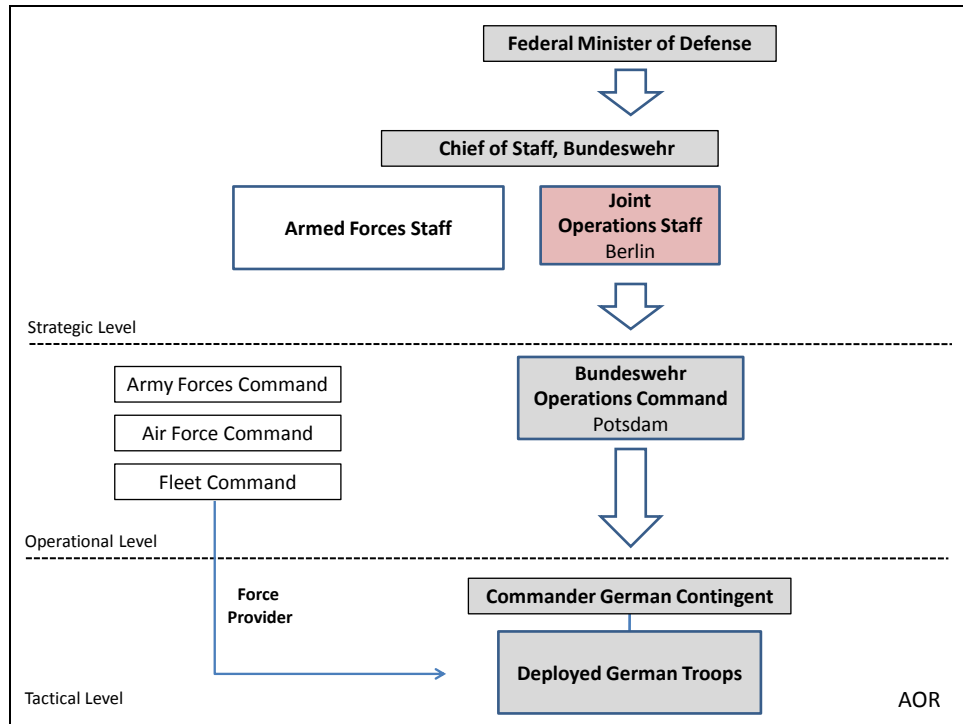 Federal Minister of Defense
Chief of Staff, Bundeswehr
Armed Forces Staff
Joint
Operations Staff
Berlin
Strategic Level
Army Forces Command
Air Force Command
Fleet Command
Bundeswehr
Operations Command
Potsdam
Operational Level
Force
Provider
Commander German Contingent
Deployed German Troops
Tactical Level
AOR